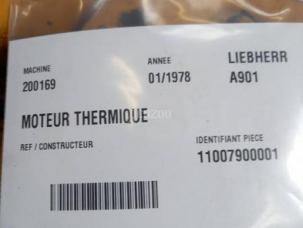 MACHINE ANNEE LIEBHERR
200169 01/1978 A901
MOTEUR THERMIQUE
REF / CONSTRUCTEUR IDENTIFIANT PIECE
11007900001